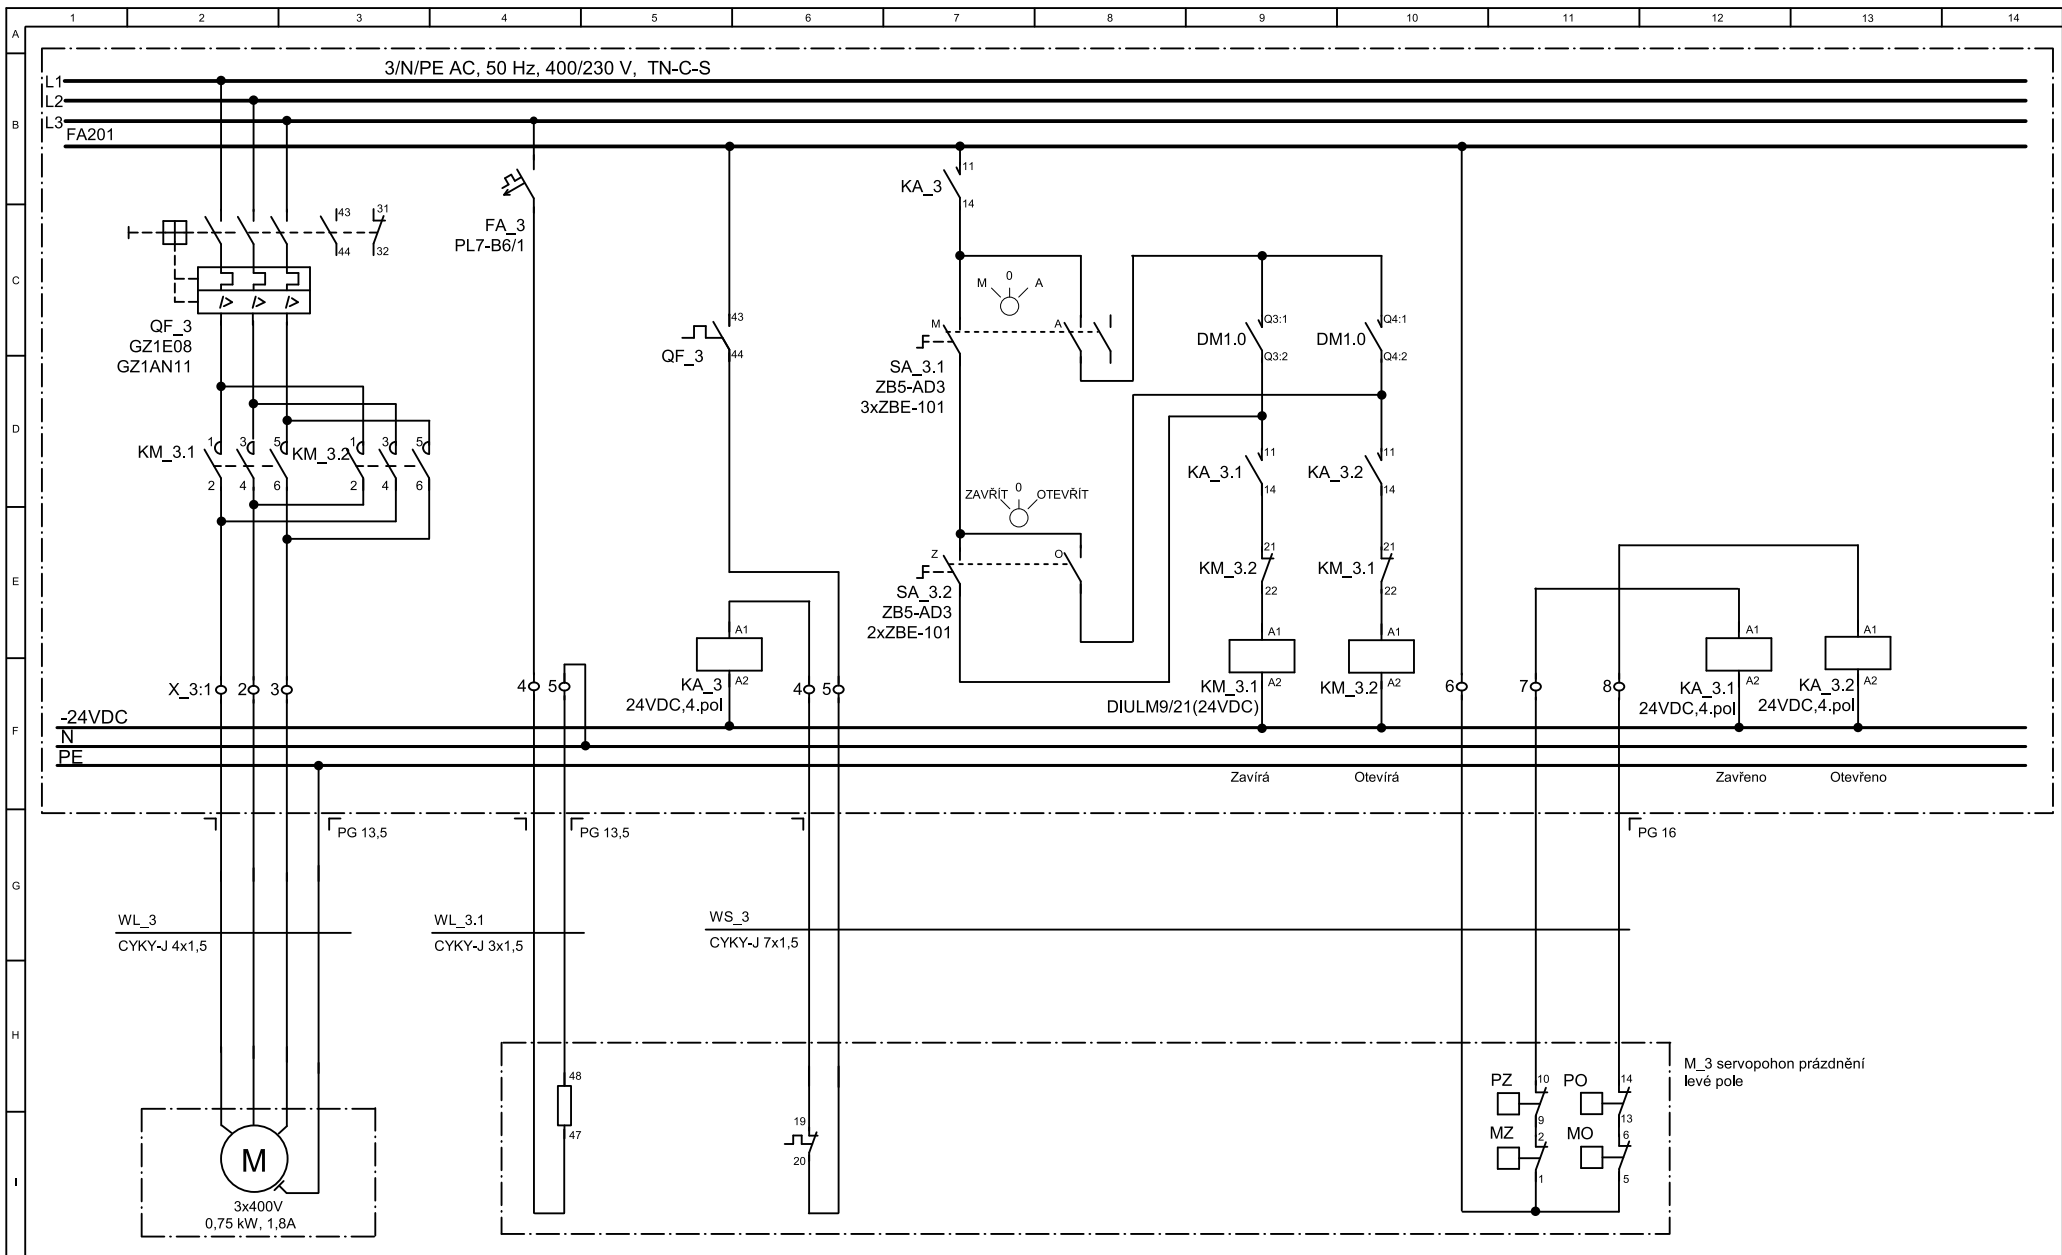 1 2 3 4 5 6 7 8 9 10 11 12 13 14
A
3/N/PE AC, 50 Hz, 400/230 V, TN-C-S
L1
L2
L3
B
FA201
11
KA_3
14
43 31
44 32
FA_3
PL7-B6/1
C
M 0 A
QF_3
GZ1E08
GZ1AN11
43
QF_3
44
M A
SA_3.1
ZB5-AD3
3xZBE-101
Q3:1
DM1.0
Q3:2
Q4:1
DM1.0
Q4:2
D
KM_3.1 1 3 5 KM_3.2 1 3 5
2 4 6 2 4 6
11
KA_3.1
14
11
KA_3.2
14
ZAVŘÍT 0 OTEVŘÍT
E
Z O
SA_3.2
ZB5-AD3
2xZBE-101
21
KM_3.2
22
21
KM_3.1
22
A1
KA_3 A2
24VDC,4.pol
A1
KM_3.1 A2
DIULM9/21(24VDC)
A1
KM_3.2 A2
A1
A2
KA_3.1
24VDC,4.pol
A1
A2
KA_3.2
24VDC,4.pol
X_3:1 2 3 4 5 4 5 6 7 8
F
-24VDC
N
PE
Zavírá Otevírá Zavřeno Otevřeno
PG 13,5 PG 13,5 PG 16
G
WL_3
CYKY-J 4x1,5
WL_3.1
CYKY-J 3x1,5
WS_3
CYKY-J 7x1,5
H
M_3 servopohon prázdnění
levé pole
48
47
19
20
PZ 10 PO 14
9 13
MZ 2 MO 6
1 5
I
M
3x400V
0,75 kW, 1,8A